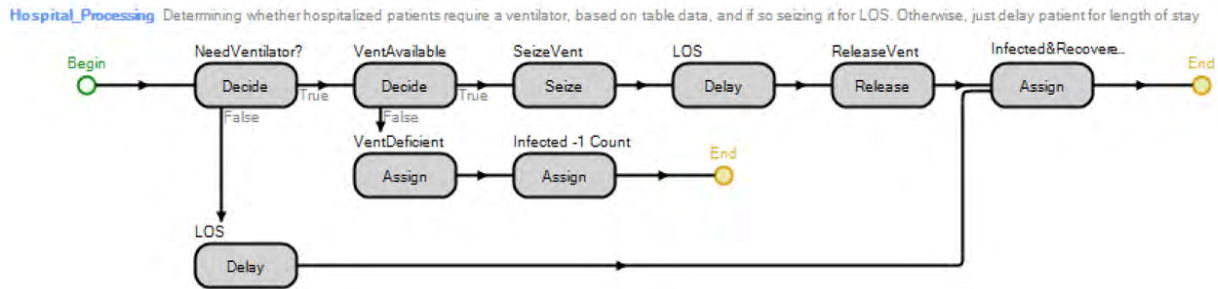 Hospital_Processing Determining whether hospitalized patients require a ventilator, based on table data, and if so seizing it for LOS. Otherwise, just delay patient for length of stay
NeedVentilator? VentAvailable SeizeVent LOS ReleaseVent Infected&Recovere...
Begin End
Decide Decide Seize Delay Release Assign
True True
False False
VentDeficient Infected -1 Count
End
Assign Assign
LOS
Delay